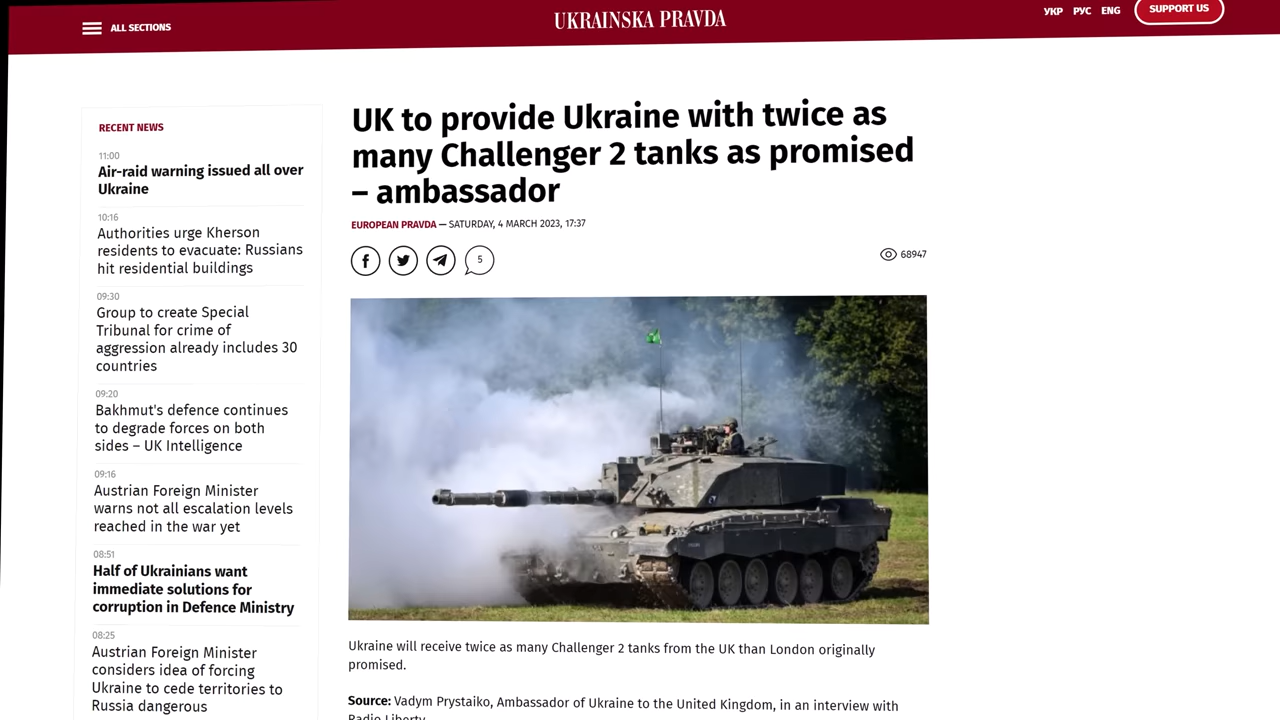 ALL SECTIONS
UKRAINSKA PRAVDA
УКР РУС ENG
SUPPORT US
RECENT NEWS
11:00
Air-raid warning issued all over
Ukraine
10:16
Authorities urge Kherson
residents to evacuate: Russians
hit residential buildings
09:30
Group to create Special
Tribunal for crime of
aggression already includes 30
countries
09:20
Bakhmut's defence continues
to degrade forces on both
sides – UK Intelligence
09:16
Austrian Foreign Minister
warns not all escalation levels
reached in the war yet
08:51
Half of Ukrainians want
immediate solutions for
corruption in Defence Ministry
08:25
Austrian Foreign Minister
considers idea of forcing
Ukraine to cede territories to
Russia dangerous
UK to provide Ukraine with twice as
many Challenger 2 tanks as promised
– ambassador
EUROPEAN PRAVDA — SATURDAY, 4 MARCH 2023, 17:37
5
68947
Ukraine will receive twice as many Challenger 2 tanks from the UK than London originally
promised.
Source: Vadym Prystaiko, Ambassador of Ukraine to the United Kingdom, in an interview with
Radio Liberty